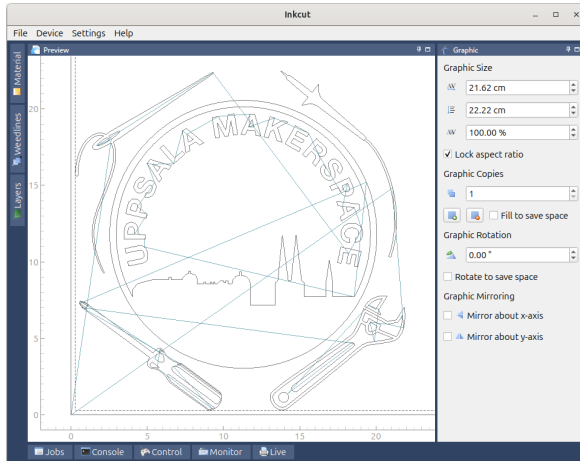 Inkcut
File Device Settings Help
Material
Weedlines
Layers
Preview
20
15
10
5
0
0 5 10 15 20
UPPSALA MAKERSPACE
Graphic
Graphic Size
21.62 cm
22.22 cm
100.00 %
Lock aspect ratio
Graphic Copies
1
Fill to save space
Graphic Rotation
0.00 °
Rotate to save space
Graphic Mirroring
Mirror about x-axis
Mirror about y-axis
Jobs Console Control Monitor Live